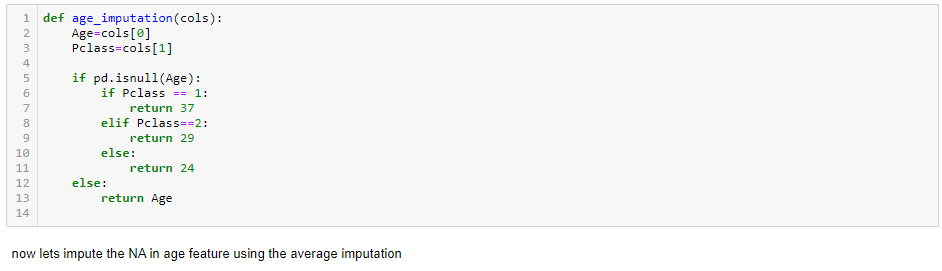 1 def age_imputation(cols):
2     Age=cols[0]
3     Pclass=cols[1]
4
5     if pd.isnull(Age):
6         if Pclass == 1:
7             return 37
8         elif Pclass==2:
9             return 29
10         else:
11             return 24
12     else:
13         return Age
14
now lets impute the NA in age feature using the average imputation